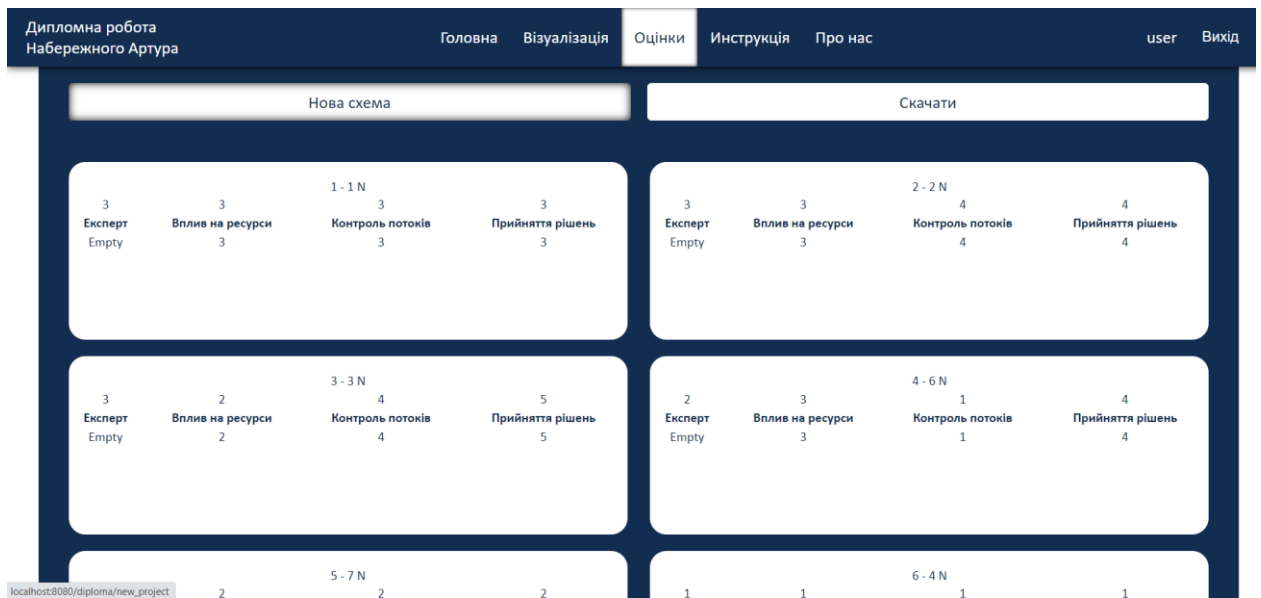 Дипломна робота
Набережного Артура
Головна Візуалізація Оцінки Инструкція Про нас user Вихід
Нова схема Скачати
1 - 1 N
3 3 3 3
Експерт Вплив на ресурси Контроль потоків Прийняття рішень
Empty 3 3 3
2 - 2 N
3 3 4 4
Експерт Вплив на ресурси Контроль потоків Прийняття рішень
Empty 3 4 4
3 - 3 N
3 2 4 5
Експерт Вплив на ресурси Контроль потоків Прийняття рішень
Empty 2 4 5
4 - 6 N
2 3 1 4
Експерт Вплив на ресурси Контроль потоків Прийняття рішень
Empty 3 1 4
5 - 7 N
2 2 2
6 - 4 N
1 1 1 1
localhost:8080/diploma/new_project